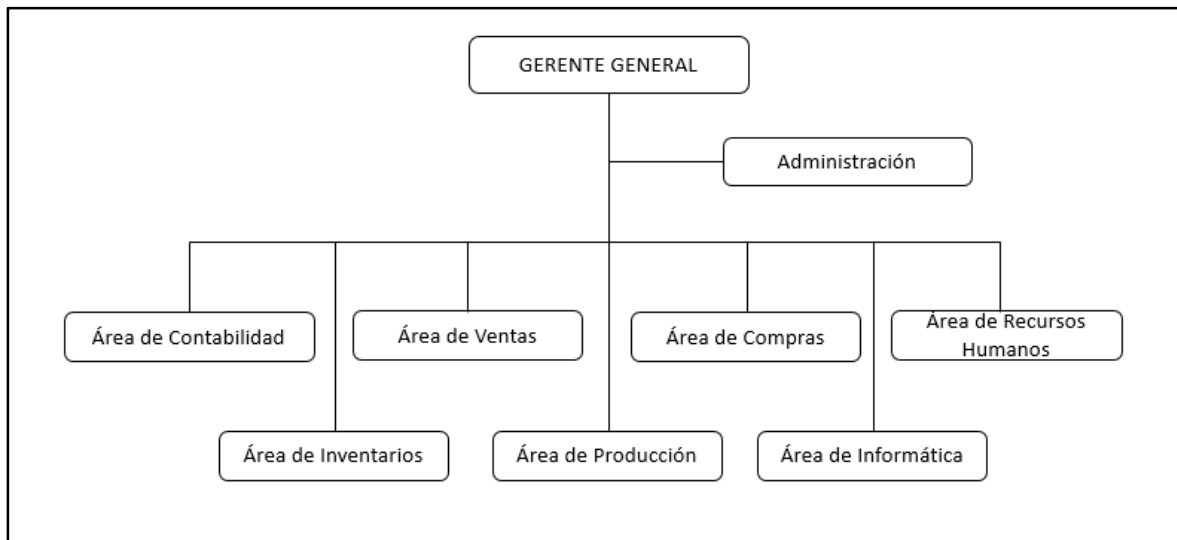 GERENTE GENERAL
Administración
Área de Contabilidad
Área de Ventas
Área de Compras
Área de Recursos
Humanos
Área de Inventarios
Área de Producción
Área de Informática